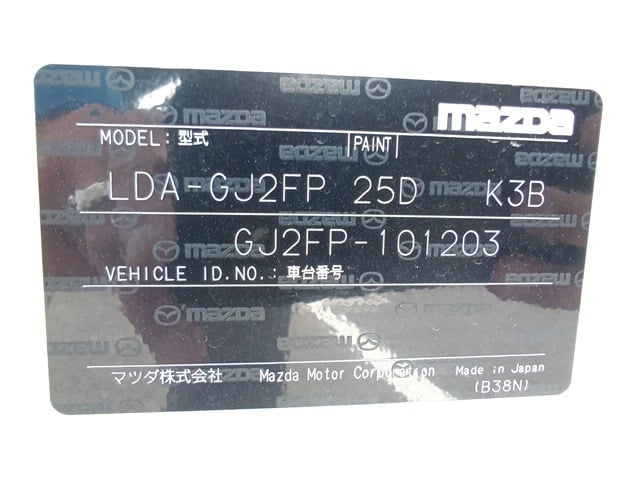 mazda
MODEL: 型式 PAINT
LDA-GJ2FP 25D K3B
GJ2FP-101203
VEHICLE ID.NO.: 車台番号
マツダ株式会社 Mazda Motor Corporation Made in Japan
(B38N)